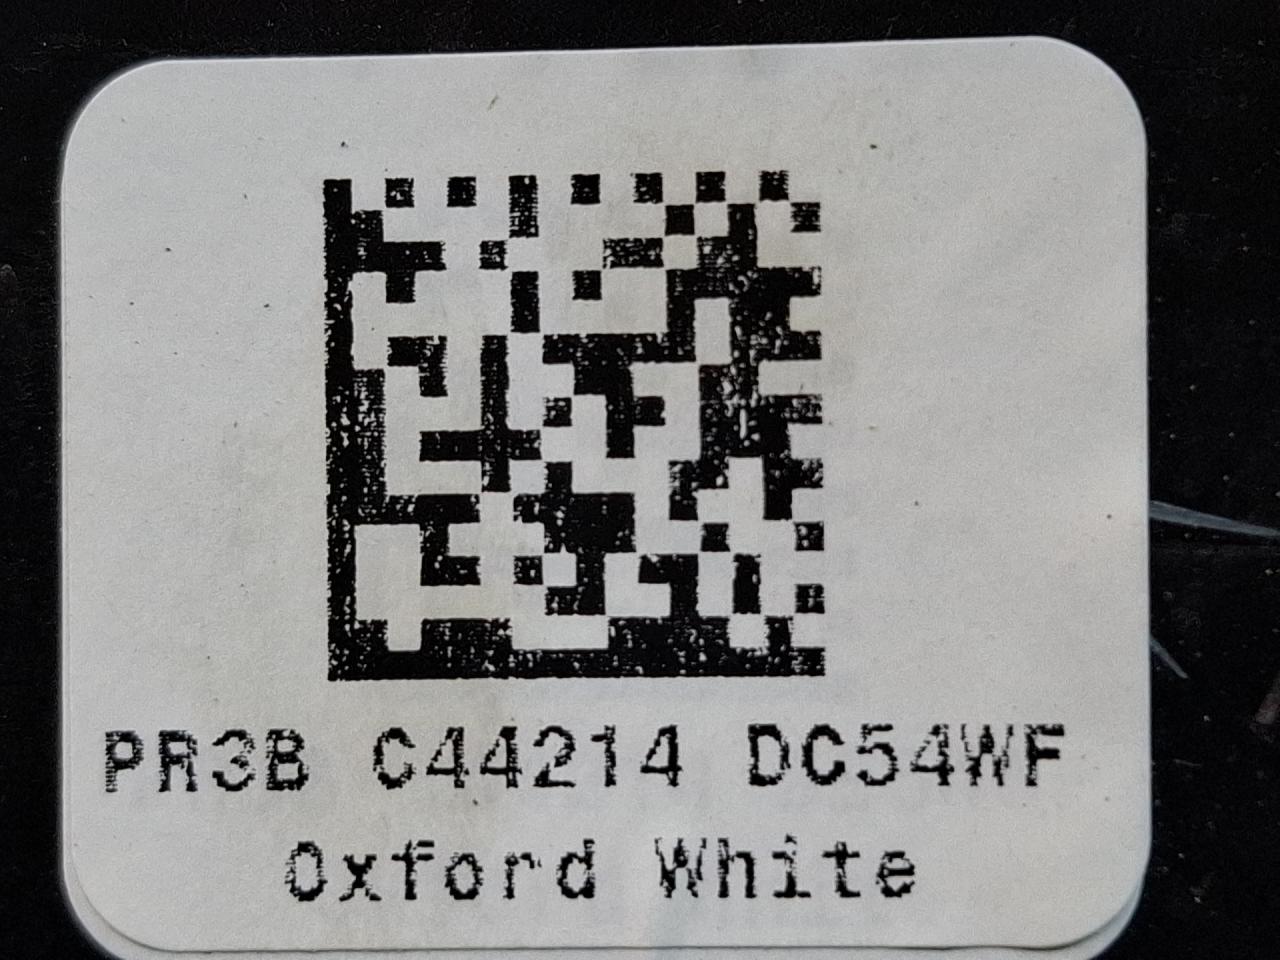 PR3B C44214 DC54WF
Oxford White